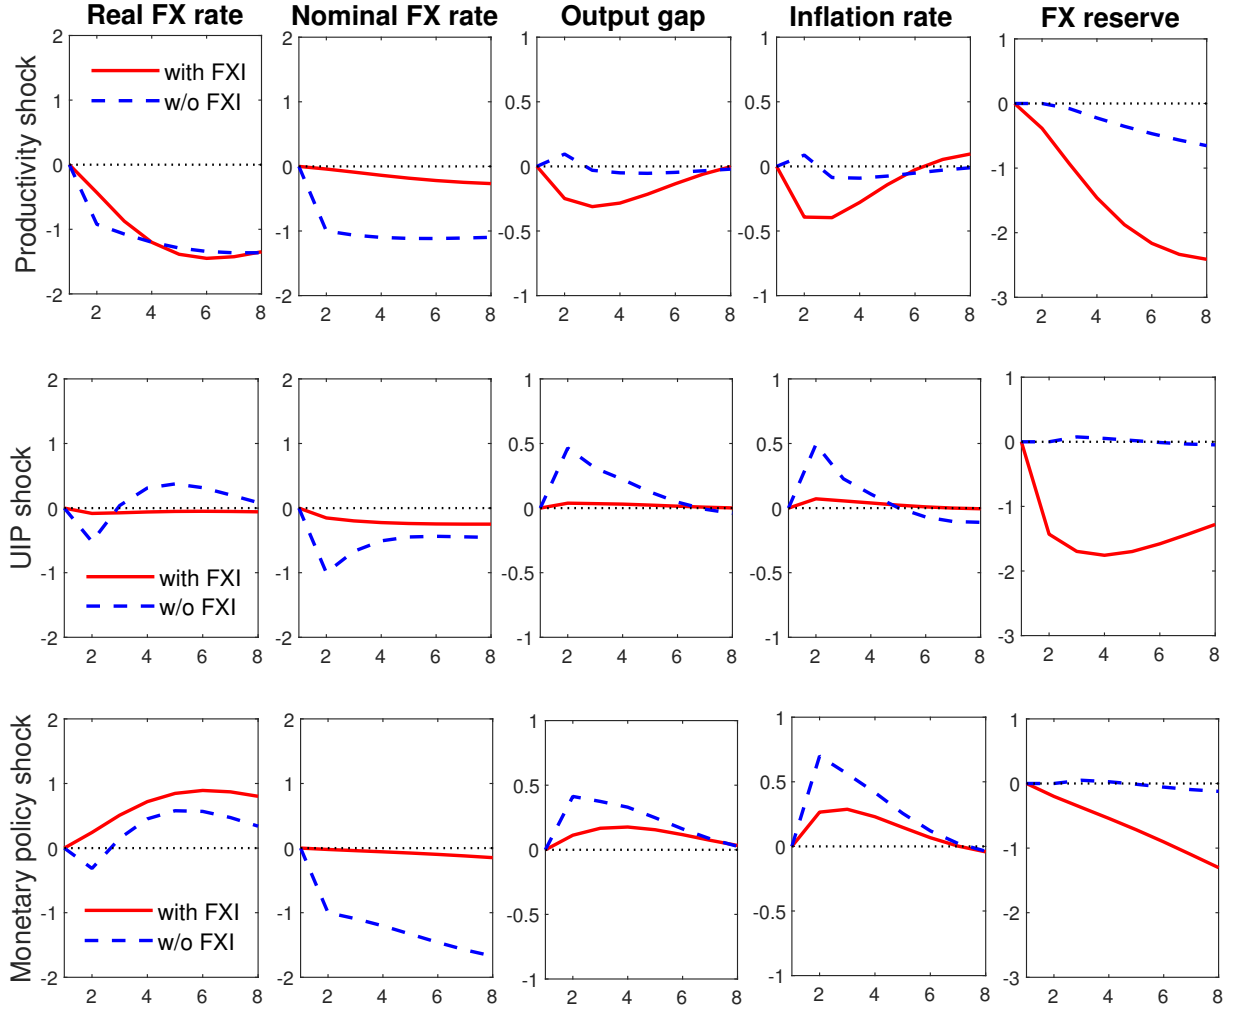 Real FX rate Nominal FX rate Output gap Inflation rate FX reserve
Productivity shock
2 1 0 -1 -2
with FXI
w/o FXI
2 4 6 8
2 1 0 -1 -2
2 4 6 8
1 0.5 0 -0.5 -1
2 4 6 8
1 0.5 0 -0.5 -1
2 4 6 8
1 0 -1 -2 -3
2 4 6 8
UIP shock
2 1 0 -1 -2
with FXI
w/o FXI
2 4 6 8
2 1 0 -1 -2
2 4 6 8
1 0.5 0 -0.5 -1
2 4 6 8
1 0.5 0 -0.5 -1
2 4 6 8
1 0 -1 -2 -3
2 4 6 8
Monetary policy shock
2 1 0 -1 -2
with FXI
w/o FXI
2 4 6 8
2 1 0 -1 -2
2 4 6 8
1 0.5 0 -0.5 -1
2 4 6 8
1 0.5 0 -0.5 -1
2 4 6 8
1 0 -1 -2 -3
2 4 6 8